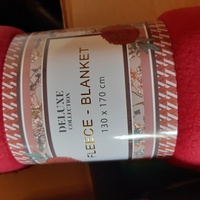 DELUXE
COLLECTION
FLEECE - BLANKET
130 x 170 cm